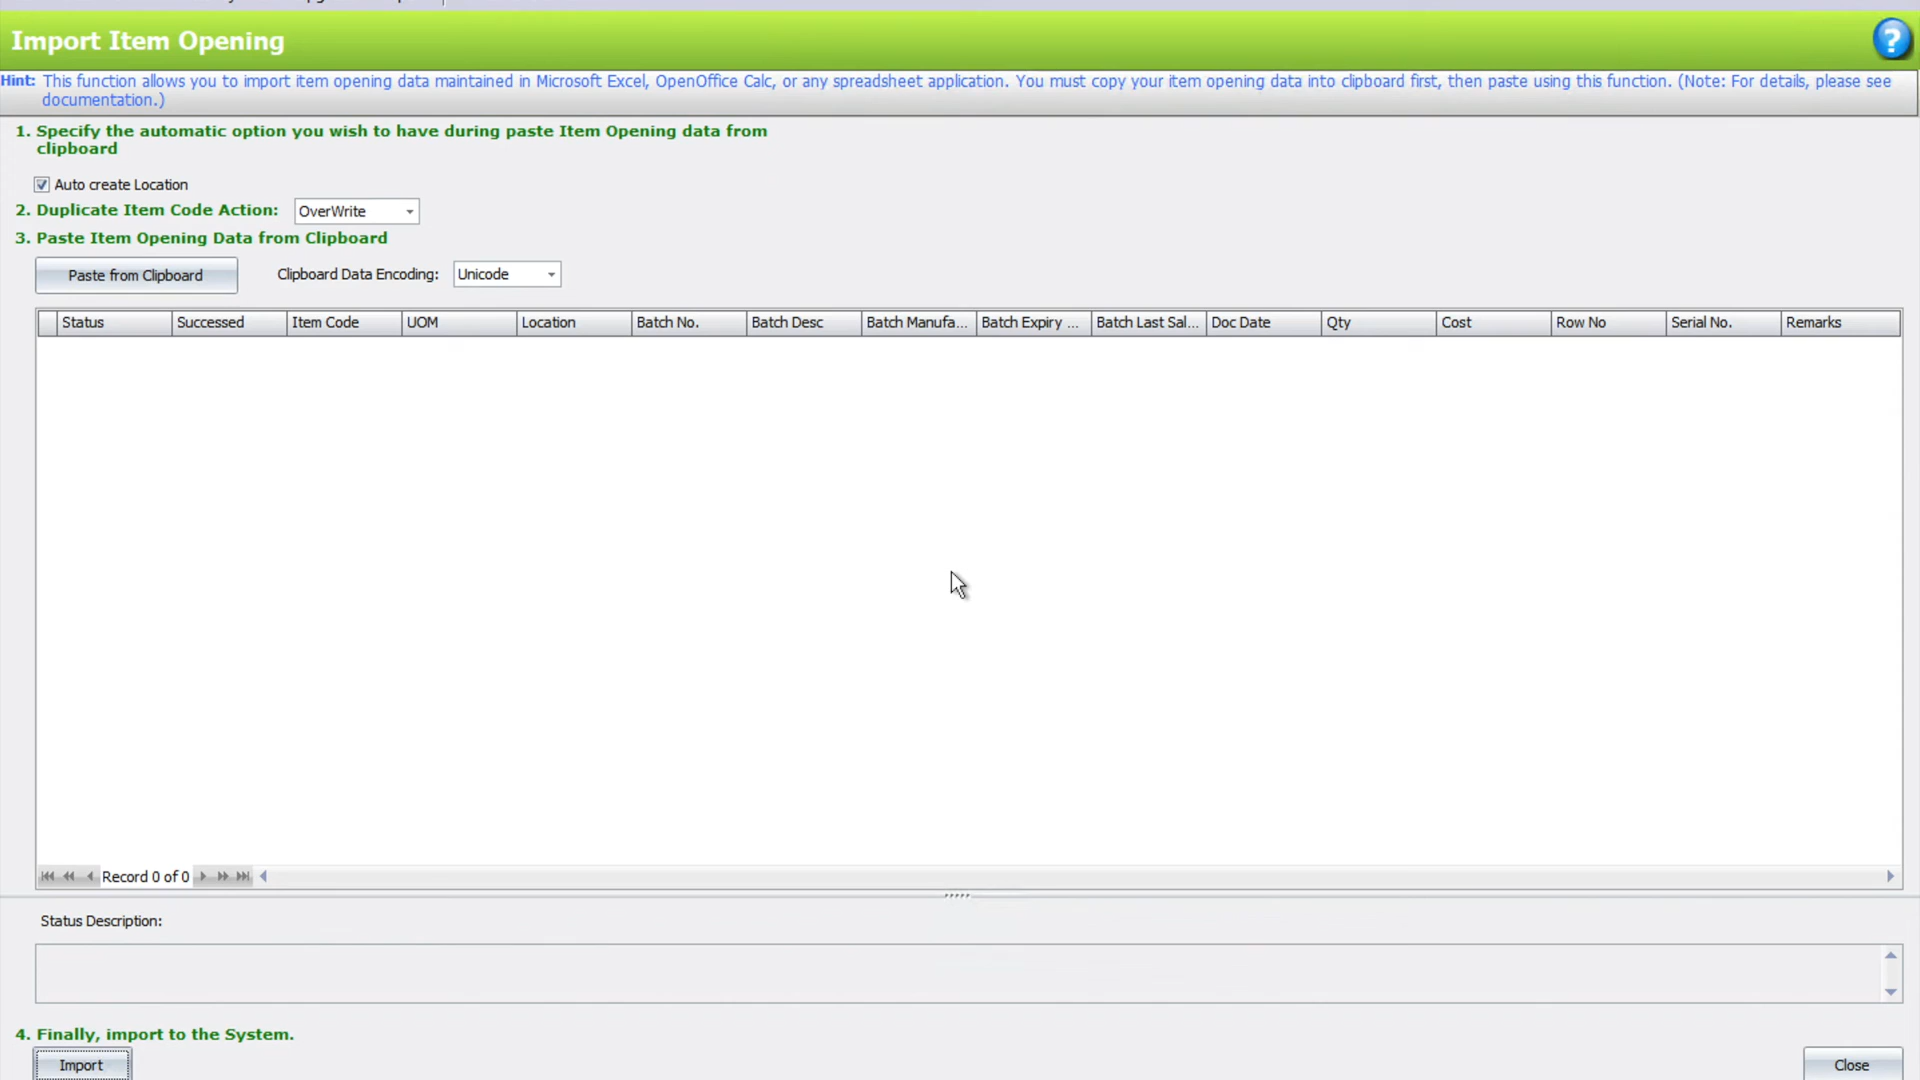 Import Item Opening
?
Hint: This function allows you to import item opening data maintained in Microsoft Excel, OpenOffice Calc, or any spreadsheet application. You must copy your item opening data into clipboard first, then paste using this function. (Note: For details, please see
documentation.)
1. Specify the automatic option you wish to have during paste Item Opening data from
clipboard
Auto create Location
2. Duplicate Item Code Action: OverWrite
3. Paste Item Opening Data from Clipboard
Paste from Clipboard Clipboard Data Encoding: Unicode
Status Successed Item Code UOM Location Batch No. Batch Desc Batch Manufa... Batch Expiry ... Batch Last Sal... Doc Date Qty Cost Row No Serial No. Remarks
Record 0 of 0
Status Description:
4. Finally, import to the System.
Import Close